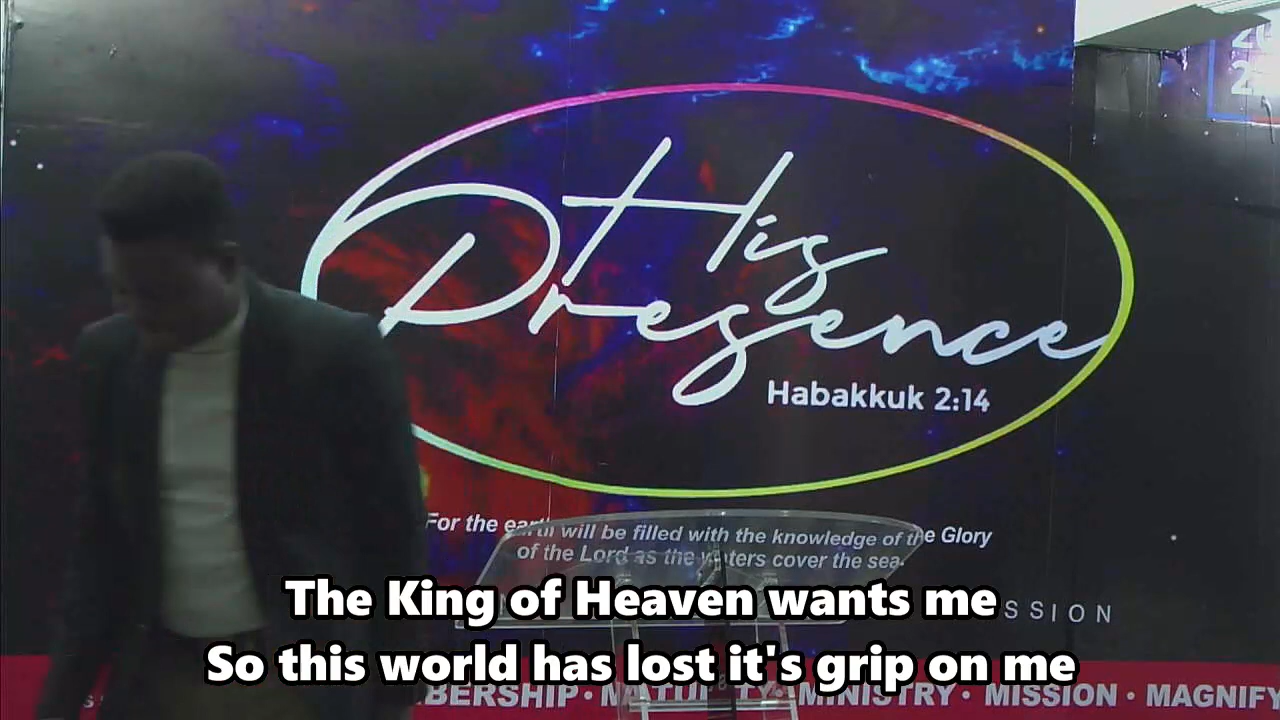 His
Presence
Habakkuk 2:14
For the earth will be filled with the knowledge of the Glory
of the Lord as the waters cover the sea.
The King of Heaven wants me
SSION
So this world has lost it's grip on me
BERSHIP · MATURITY · MINISTRY · MISSION · MAGNIFY